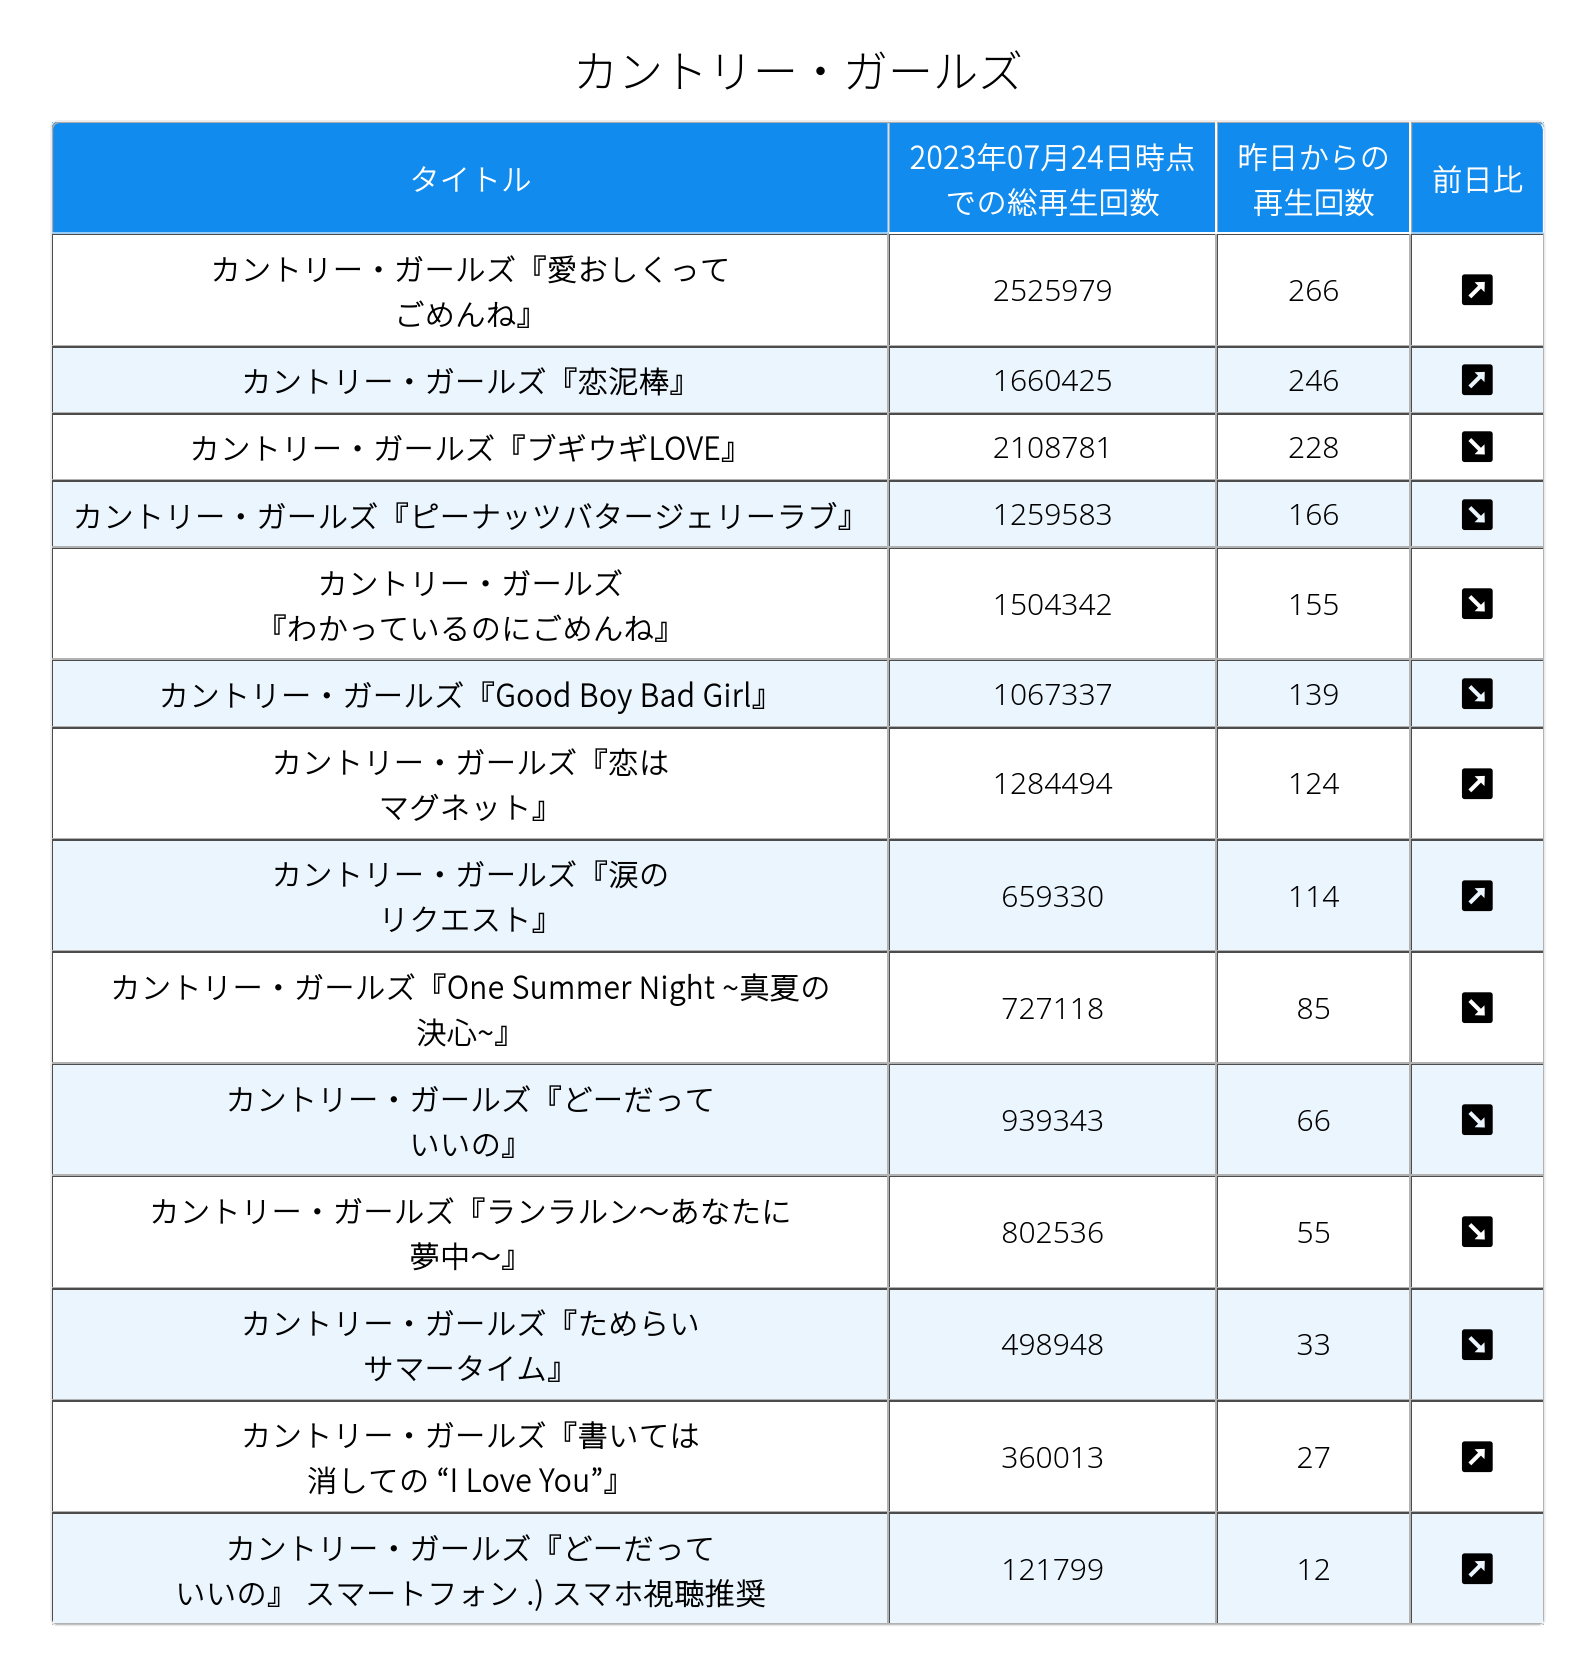 カントリー・ガールズ
タイトル
2023年07月24日時点
での総再生回数
昨日からの
再生回数
前日比
カントリー・ガールズ『愛おしくって
ごめんね』
2525979
266
カントリー・ガールズ『恋泥棒』
1660425
246
カントリー・ガールズ『ブギウギLOVE』
2108781
228
カントリー・ガールズ『ピーナッツバタージェリーラブ』
1259583
166
カントリー・ガールズ
『わかっているのにごめんね』
1504342
155
カントリー・ガールズ『Good Boy Bad Girl』
1067337
139
カントリー・ガールズ『恋は
マグネット』
1284494
124
カントリー・ガールズ『涙の
リクエスト』
659330
114
カントリー・ガールズ『One Summer Night ~真夏の
決心~』
727118
85
カントリー・ガールズ『どーだって
いいの』
939343
66
カントリー・ガールズ『ランラルン〜あなたに
夢中〜』
802536
55
カントリー・ガールズ『ためらい
サマータイム』
498948
33
カントリー・ガールズ『書いては
消しての “I Love You”』
360013
27
カントリー・ガールズ『どーだって
いいの』 スマートフォン .) スマホ視聴推奨
121799
12